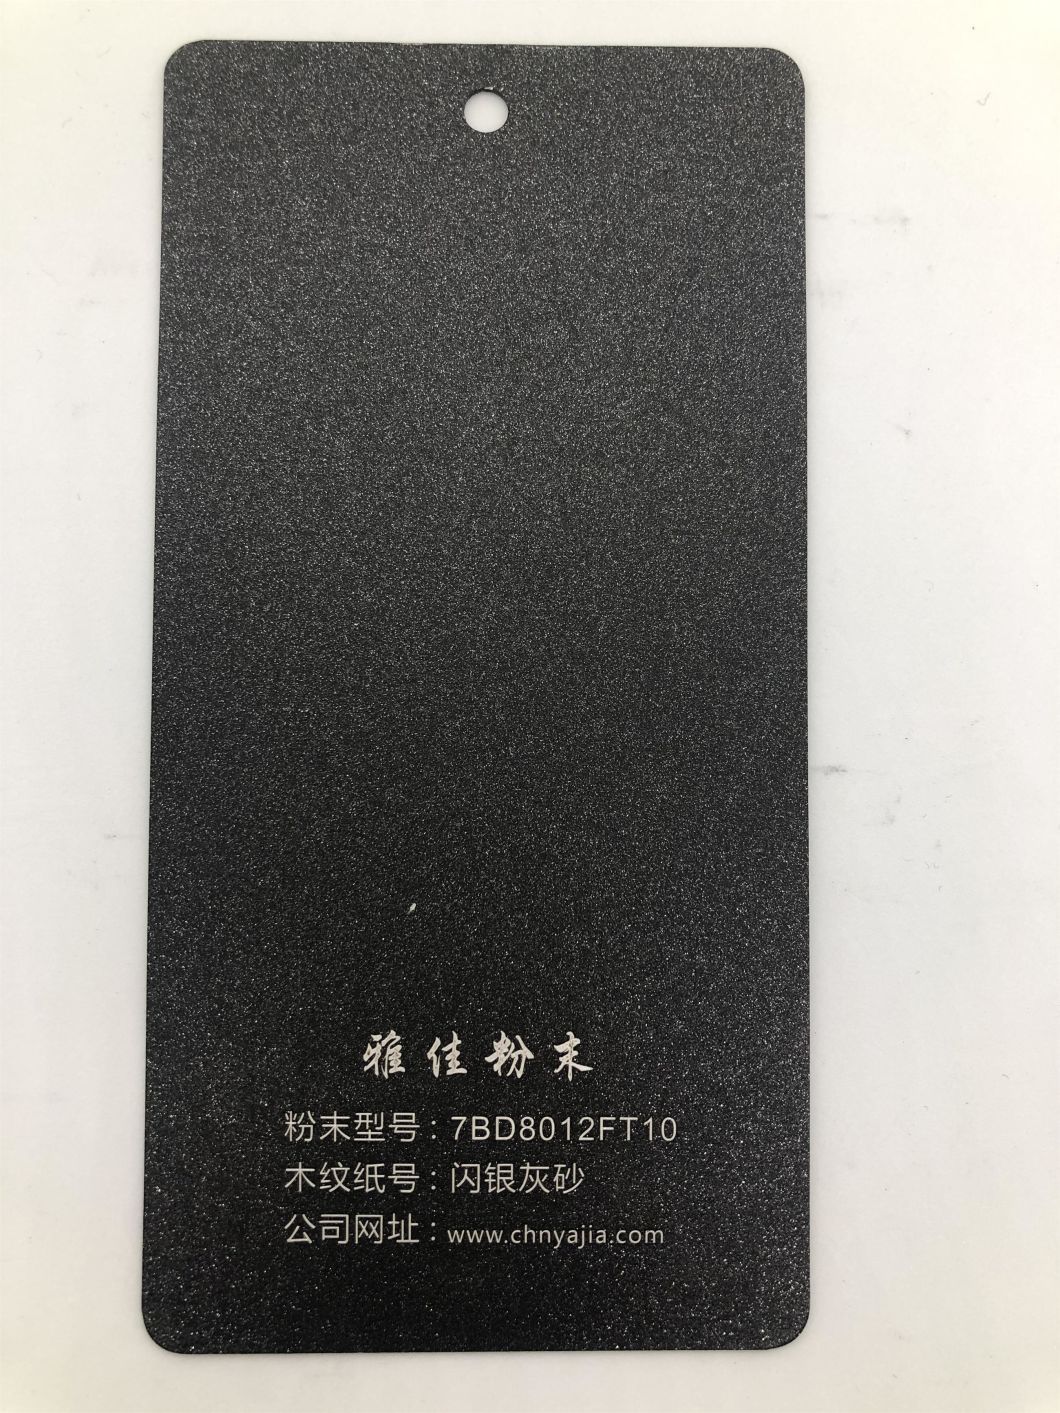 雅佳粉末
粉末型号：7BD8012FT10
木纹纸号：闪银灰砂
公司网址：www.chnyajia.com